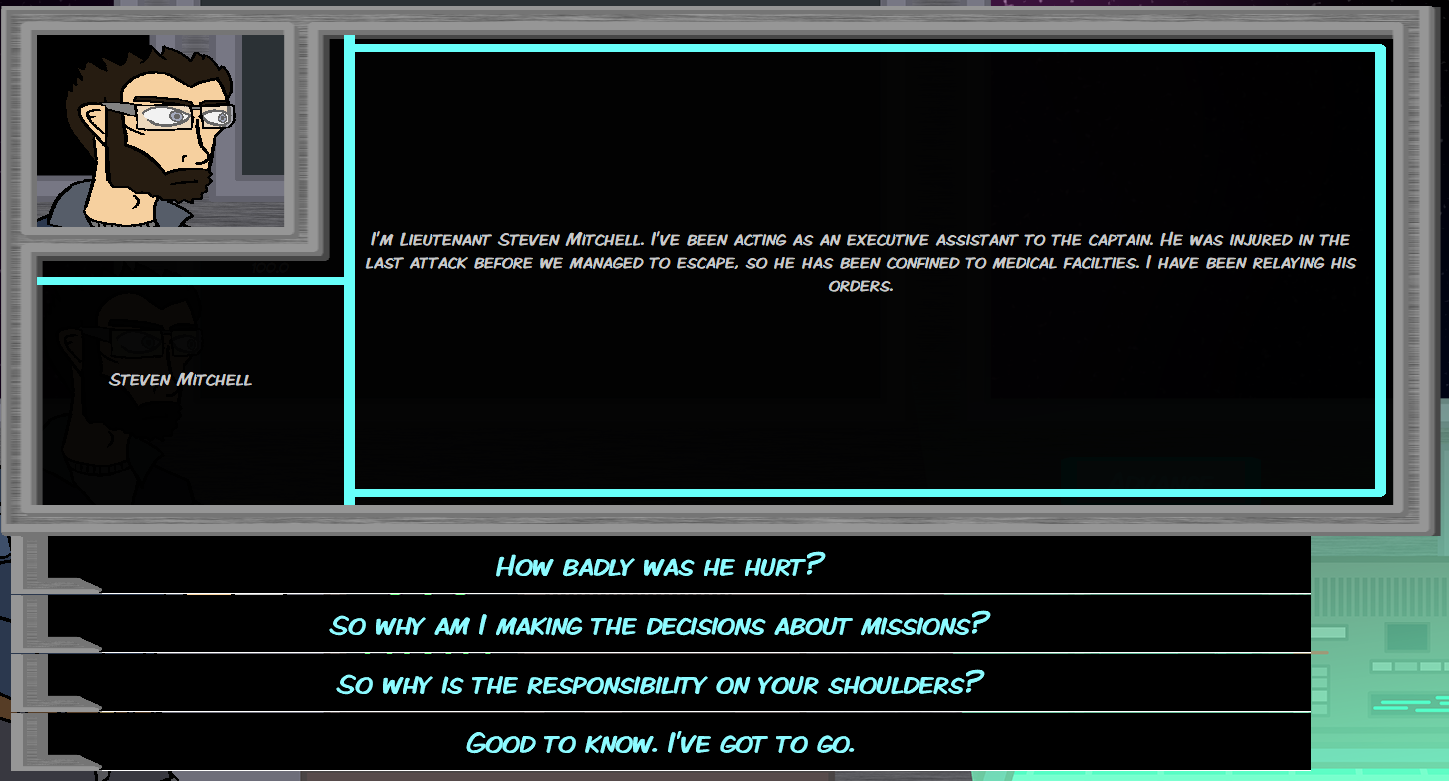 I'm Lieutenant Steven Mitchell. I've been acting as an executive assistant to the captain. He was injured in the
last attack before we managed to escape, so he has been confined to medical facilties. I have been relaying his
orders.
Steven Mitchell
How badly was he hurt?
So why am I making the decisions about missions?
So why is the responsibility on your shoulders?
Good to know. I've got to go.